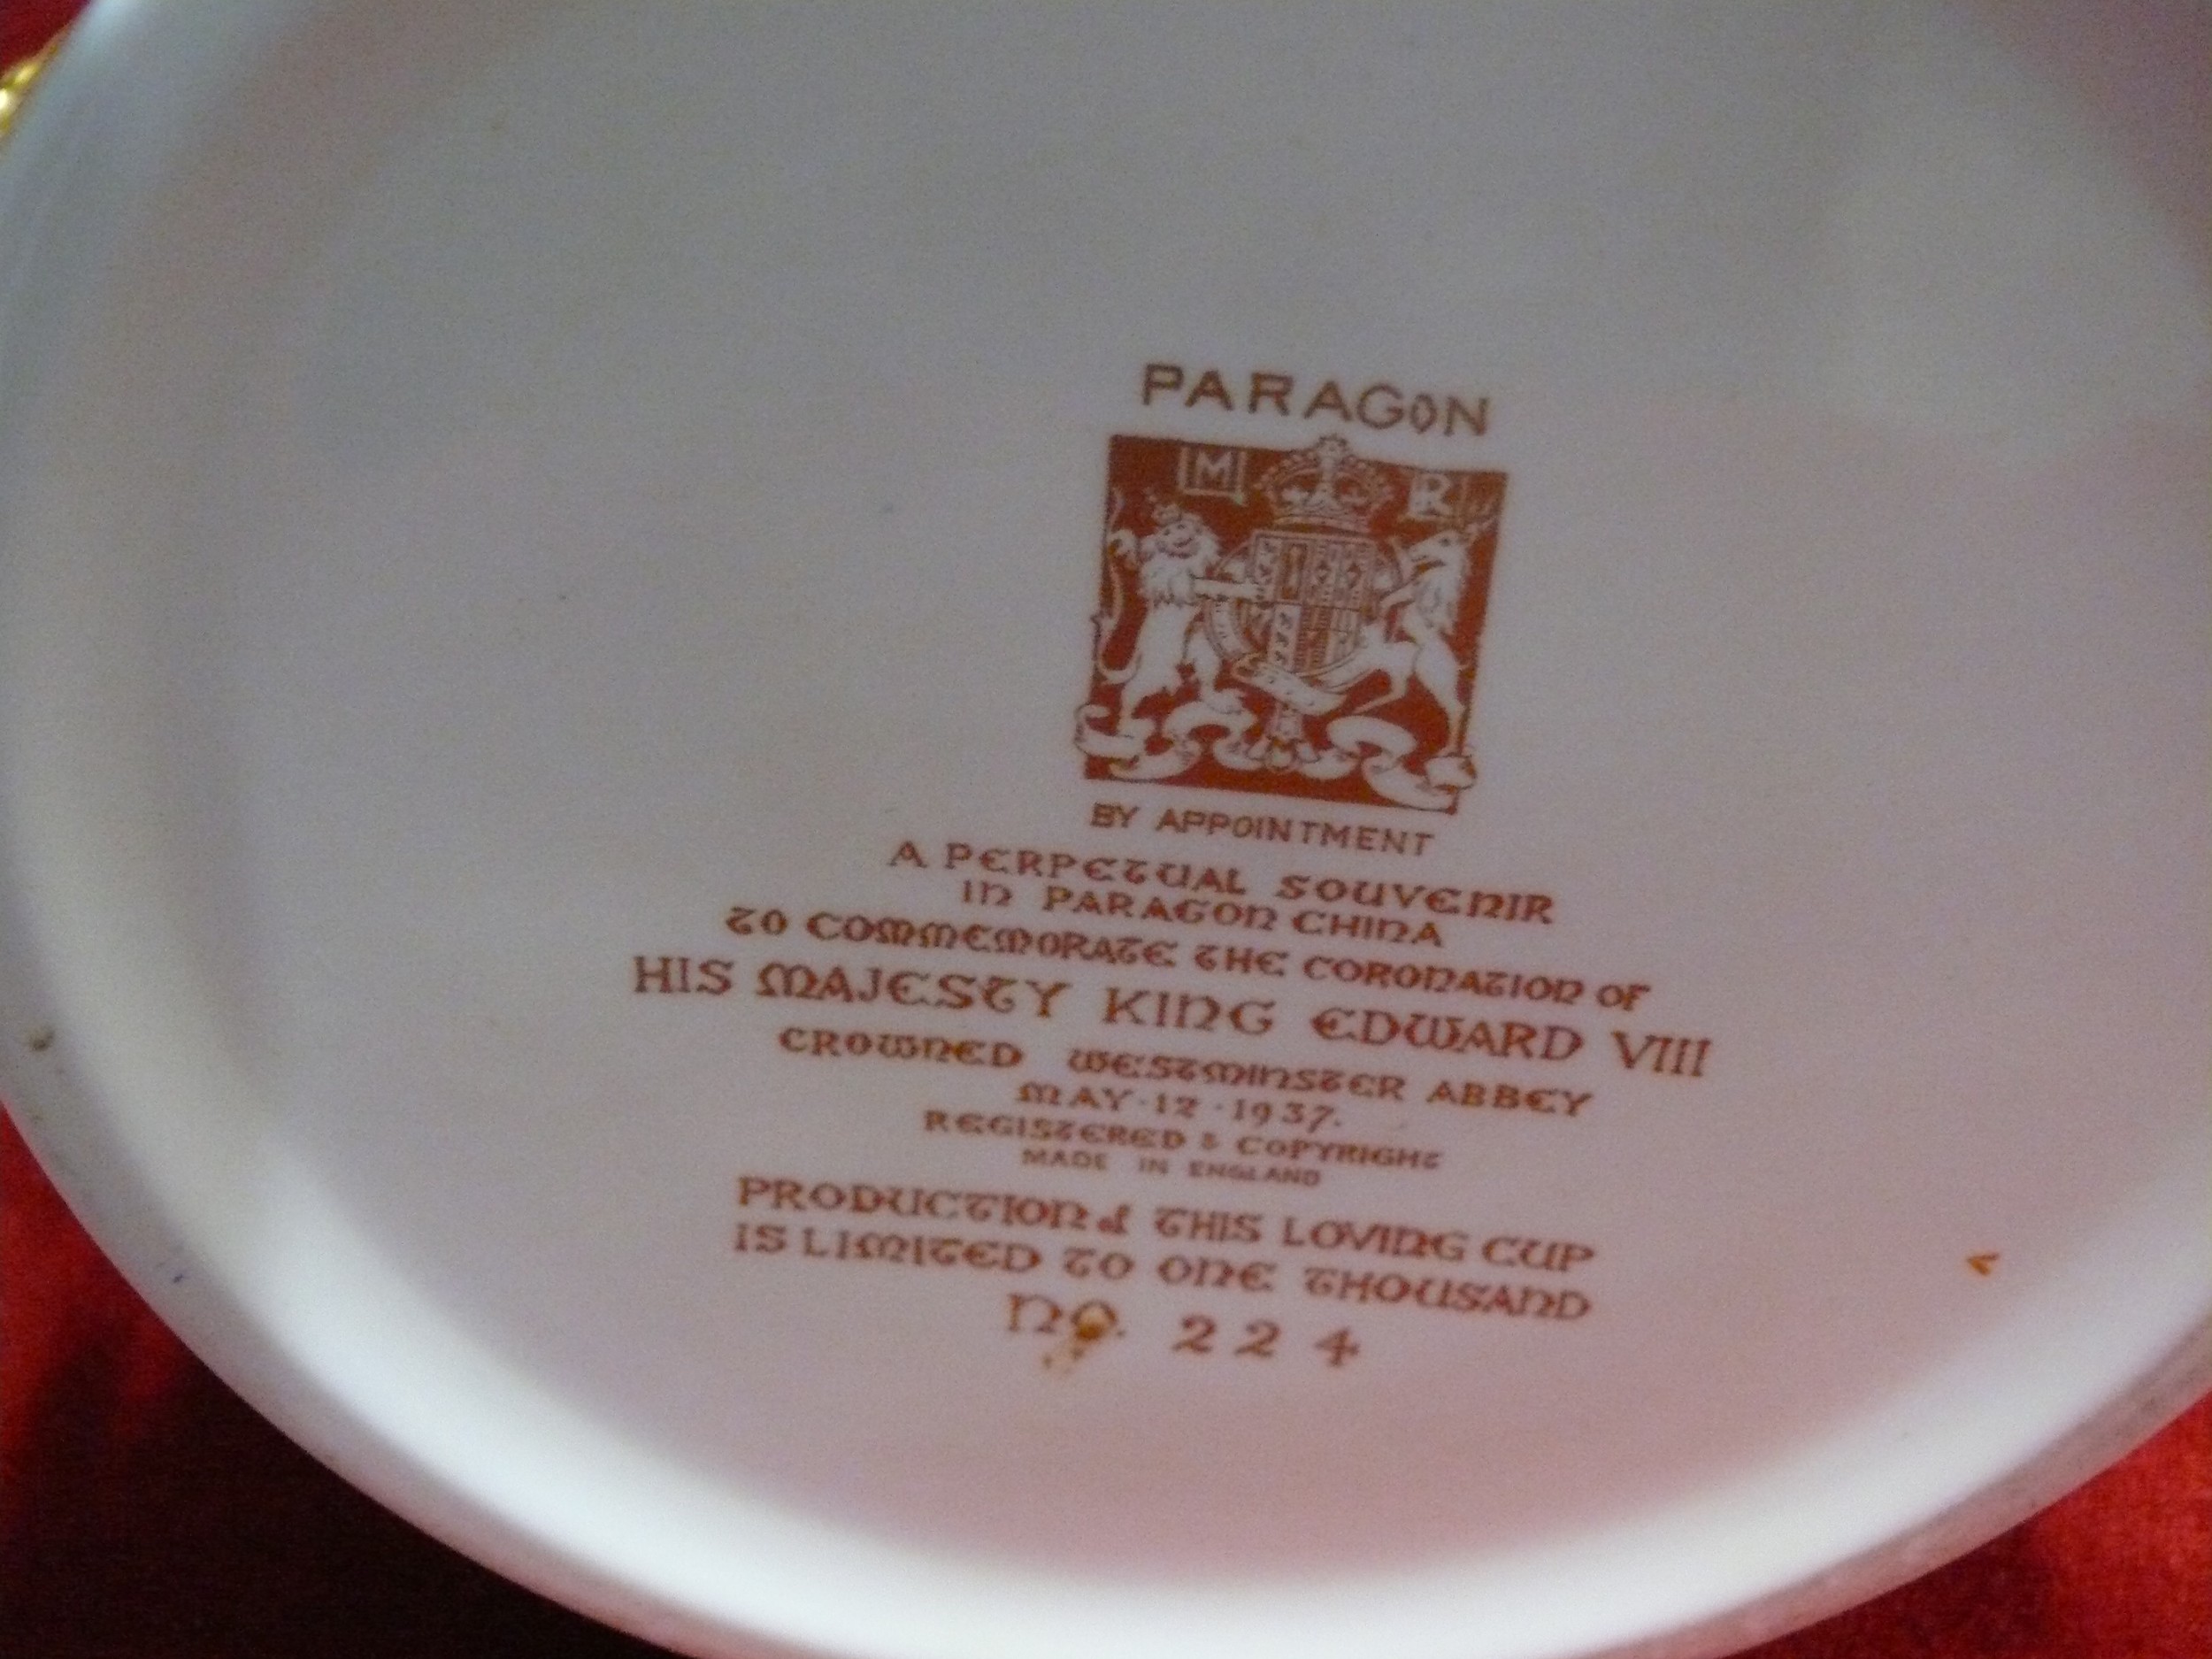 PARAGON
M R
BY APPOINTMENT
A PERPETUAL SOUVENIR
IN PARAGON CHINA
TO COMMEMORATE THE CORONATION OF
HIS MAJESTY KING EDWARD VIII
CROWNED WESTMINSTER ABBEY
MAY·12·1937.
REGISTERED & COPYRIGHT
MADE IN ENGLAND
PRODUCTION of THIS LOVING CUP
IS LIMITED TO ONE THOUSAND
NO. 224